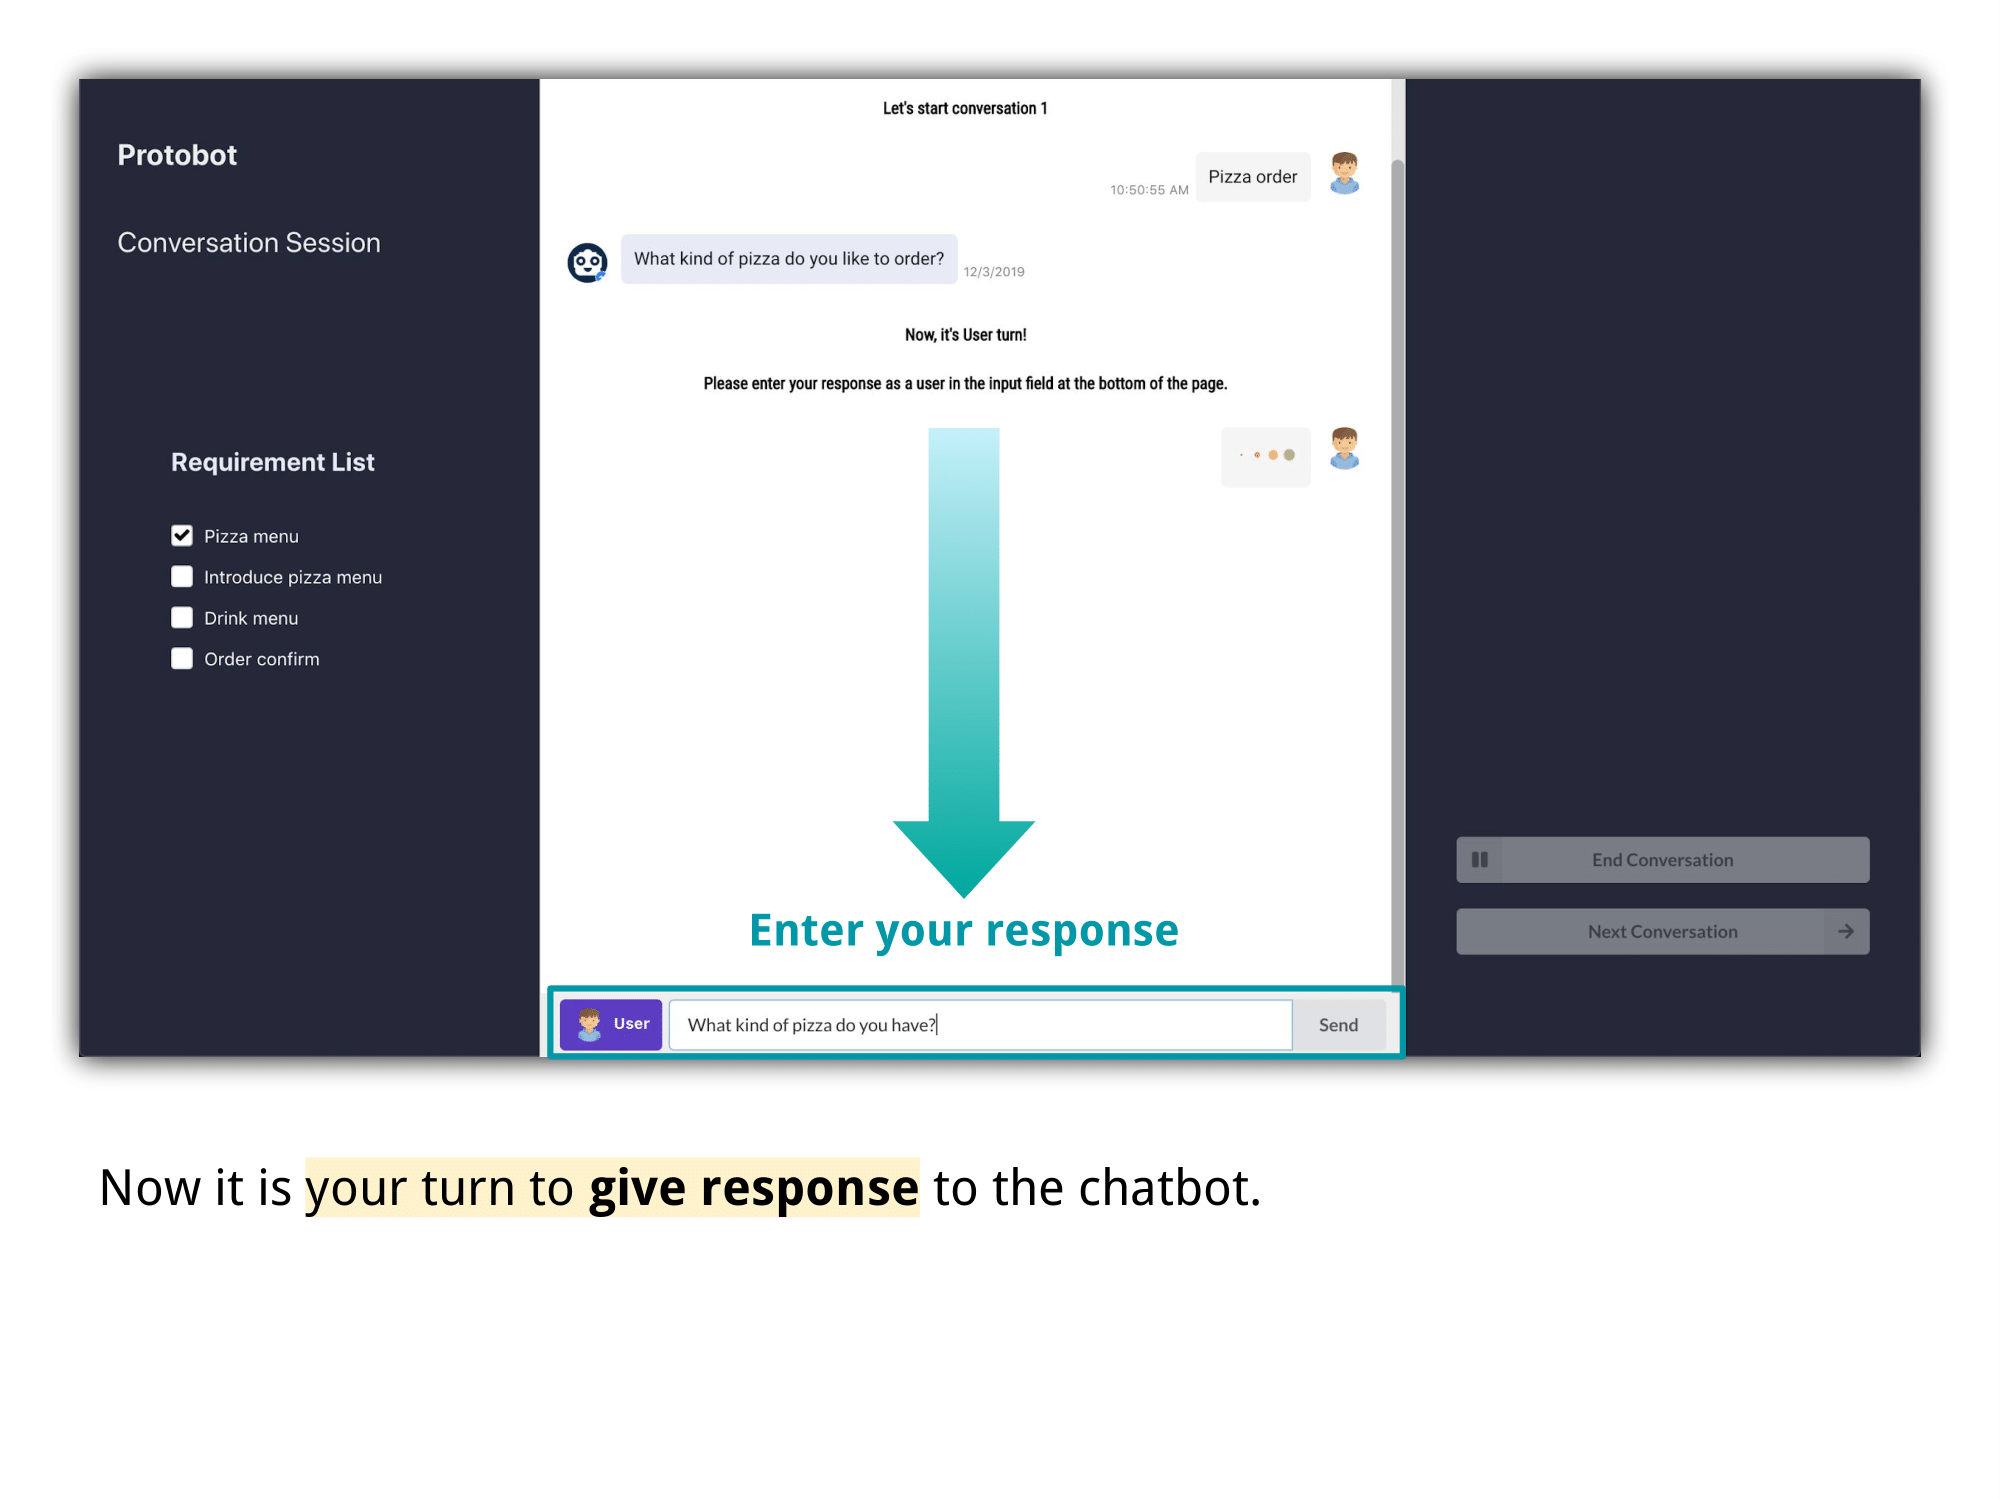 Protobot
Conversation Session
Requirement List
Pizza menu
Introduce pizza menu
Drink menu
Order confirm
Let's start conversation 1
10:50:55 AM
Pizza order
What kind of pizza do you like to order?
12/3/2019
Now, it's User turn!
Please enter your response as a user in the input field at the bottom of the page.
Enter your response
User
What kind of pizza do you have?
Send
End Conversation
Next Conversation
Now it is your turn to give response to the chatbot.